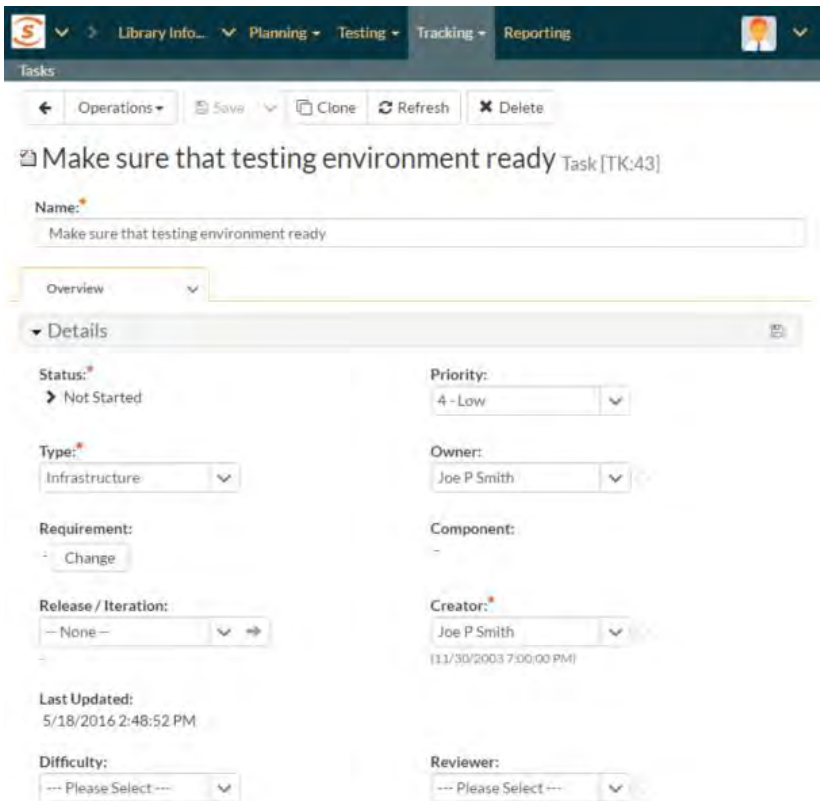 S Library Info... Planning Testing Tracking Reporting
Tasks
Operations Save Clone Refresh Delete
Make sure that testing environment ready Task [TK:43]
Name:*
Make sure that testing environment ready
Overview
Details
Status:* Priority:
Not Started 4 - Low
Type:* Owner:
Infrastructure Joe P Smith
Requirement: Component:
- Change -
Release / Iteration: Creator:*
-- None -- Joe P Smith
- (11/30/2003 7:00:00 PM)
Last Updated:
5/18/2016 2:48:52 PM
Difficulty: Reviewer:
--- Please Select --- --- Please Select ---